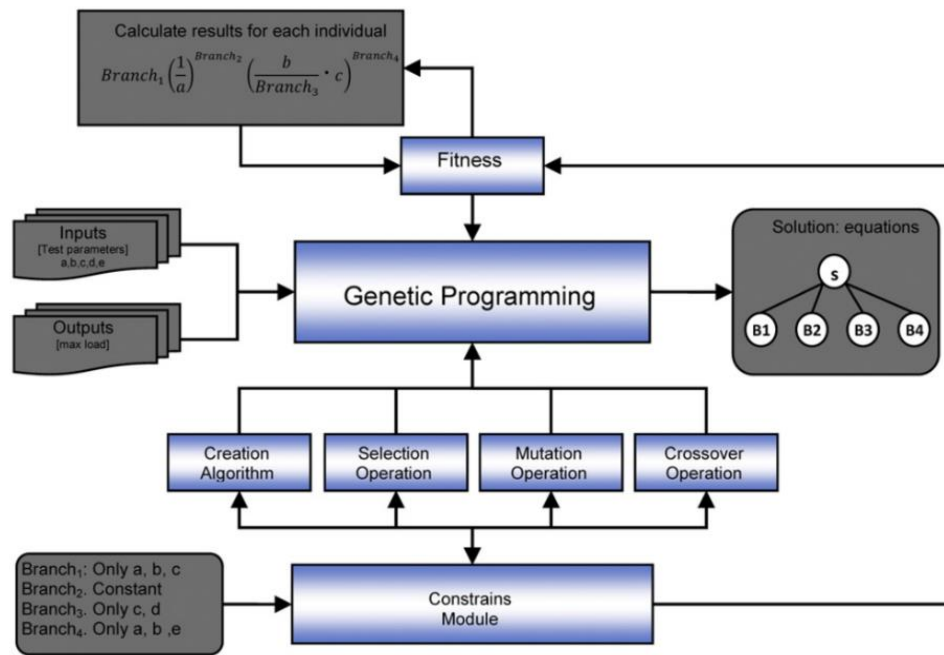 Calculate results for each individual
Branch₁ (1/a)^Branch₂ (b/Branch₃ · c)^Branch₄
Fitness
Inputs
[Test parameters]
a,b,c,d,e
Outputs
[max load]
Genetic Programming
Solution: equations
S
B1 B2 B3 B4
Creation
Algorithm
Selection
Operation
Mutation
Operation
Crossover
Operation
Branch₁: Only a, b, c
Branch₂. Constant
Branch₃. Only c, d
Branch₄. Only a, b ,e
Constrains
Module